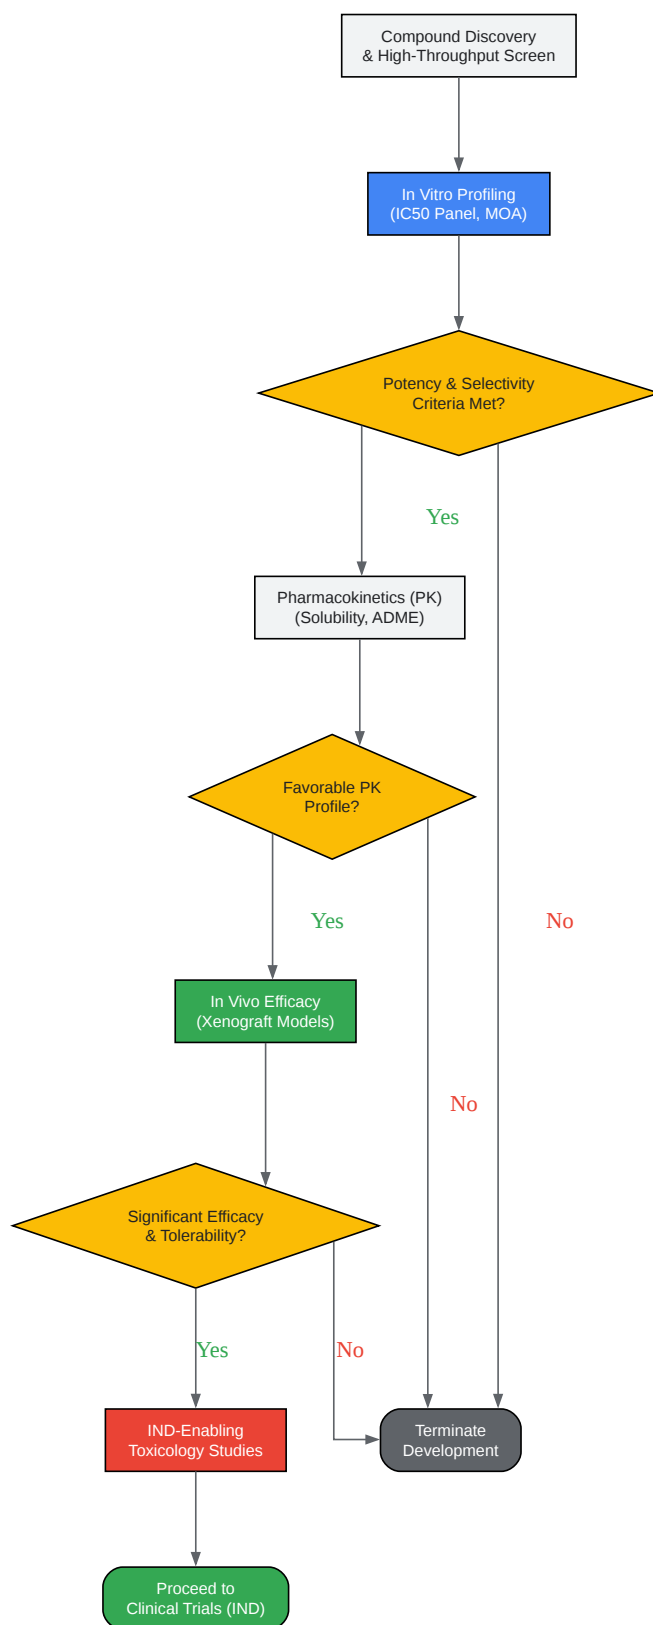 Compound Discovery
& High-Throughput Screen
In Vitro Profiling
(IC50 Panel, MOA)
Potency & Selectivity
Criteria Met?
Yes
Pharmacokinetics (PK)
(Solubility, ADME)
Favorable PK
Profile?
Yes
No
In Vivo Efficacy
(Xenograft Models)
No
Significant Efficacy
& Tolerability?
Yes
No
IND-Enabling
Toxicology Studies
Terminate
Development
Proceed to
Clinical Trials (IND)